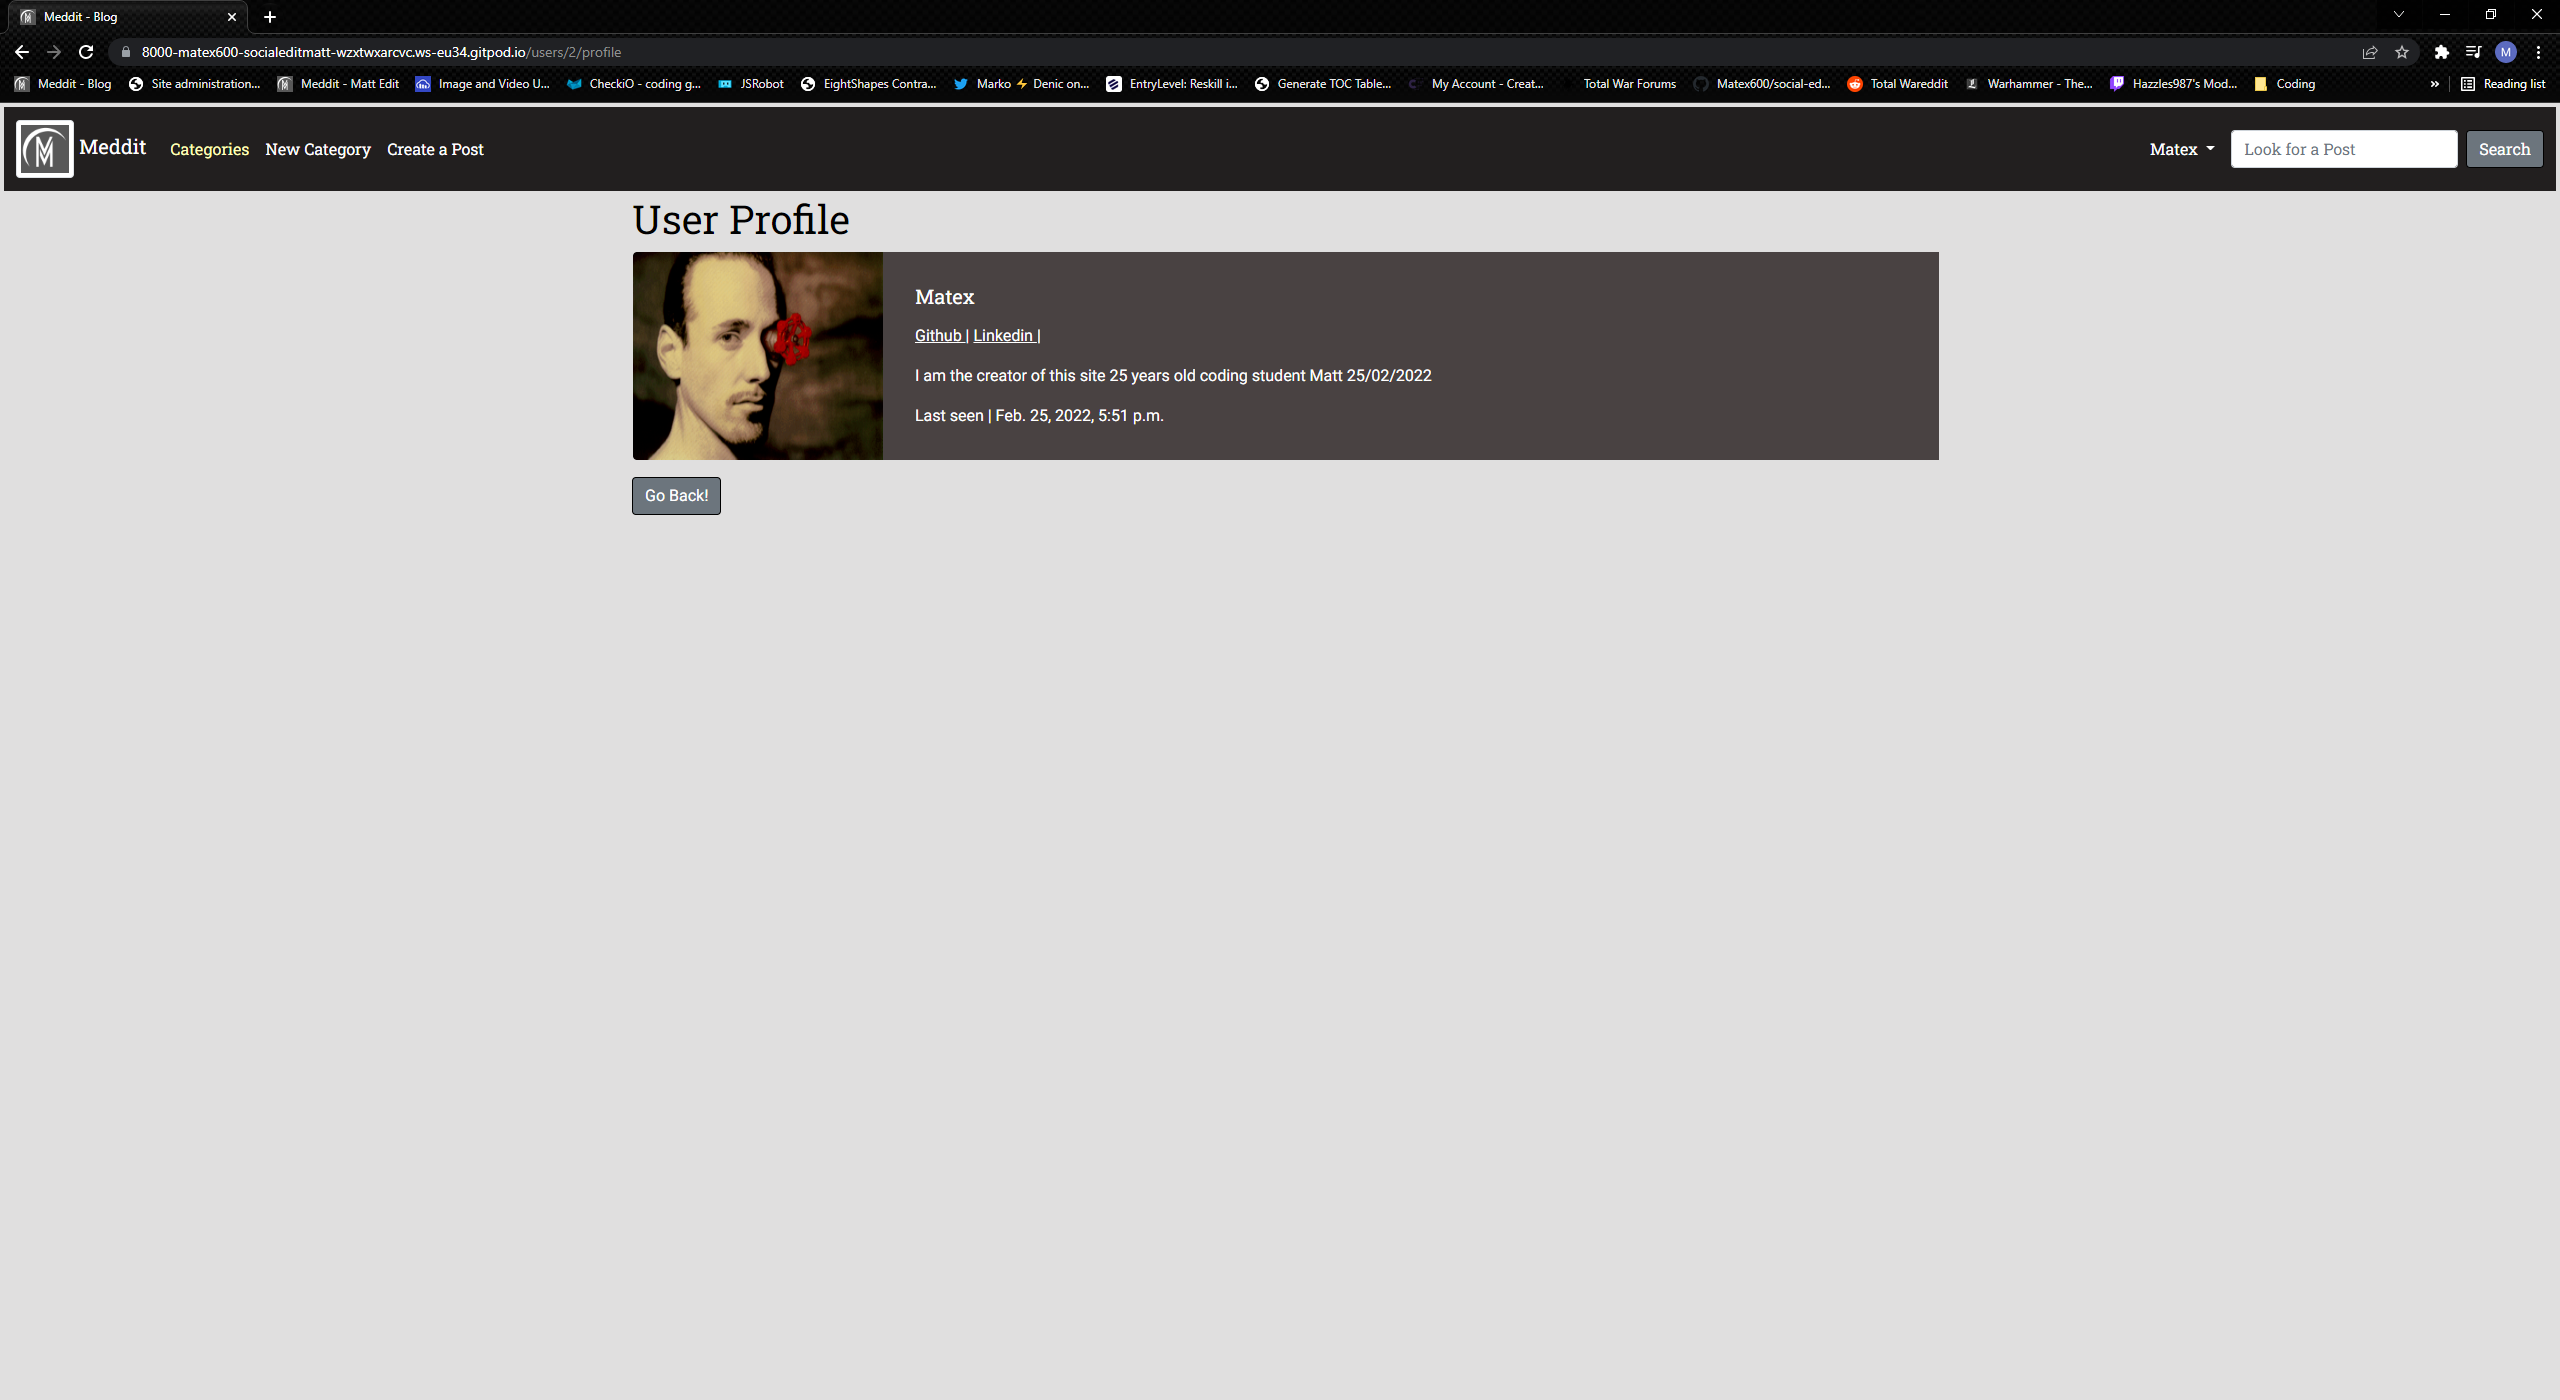 Meddit - Blog
8000-matex600-socialeditmatt-wzxtwxarcvc.ws-eu34.gitpod.io/users/2/profile
M
Meddit - Blog Site administration... Meddit - Matt Edit Image and Video U... CheckiO - coding g... JSRobot EightShapes Contra... Marko ⚡ Denic on... EntryLevel: Reskill i... Generate TOC Table... My Account - Creat... Total War Forums Matex600/social-ed... Total Wareddit Warhammer - The... Hazzles987's Mod... Coding » Reading list
M Meddit Categories New Category Create a Post Matex Look for a Post Search
User Profile
Matex
Github | Linkedin |
I am the creator of this site 25 years old coding student Matt 25/02/2022
Last seen | Feb. 25, 2022, 5:51 p.m.
Go Back!